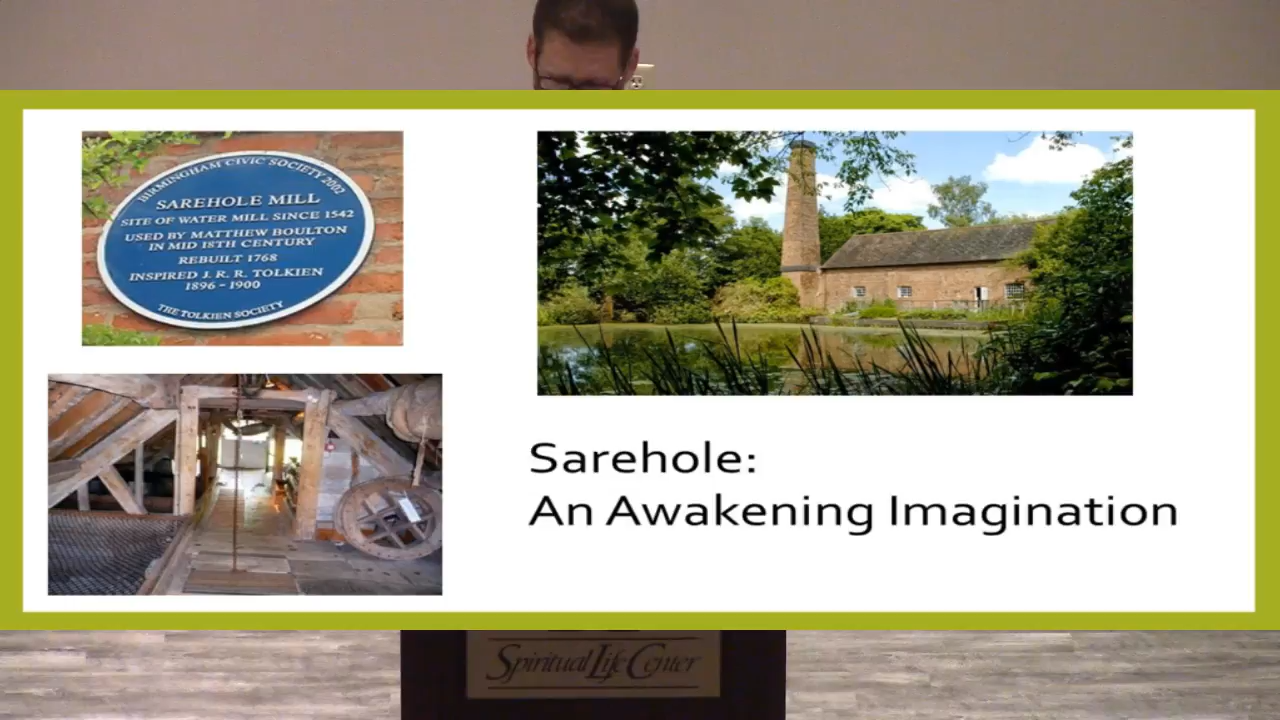 BIRMINGHAM CIVIC SOCIETY 2002
SAREHOLE MILL
SITE OF WATER MILL SINCE 1542
USED BY MATTHEW BOULTON
IN MID 18TH CENTURY
REBUILT 1768
INSPIRED J. R. R. TOLKIEN
1896 - 1900
THE TOLKIEN SOCIETY
Sarehole:
An Awakening Imagination
Spiritual Life Center